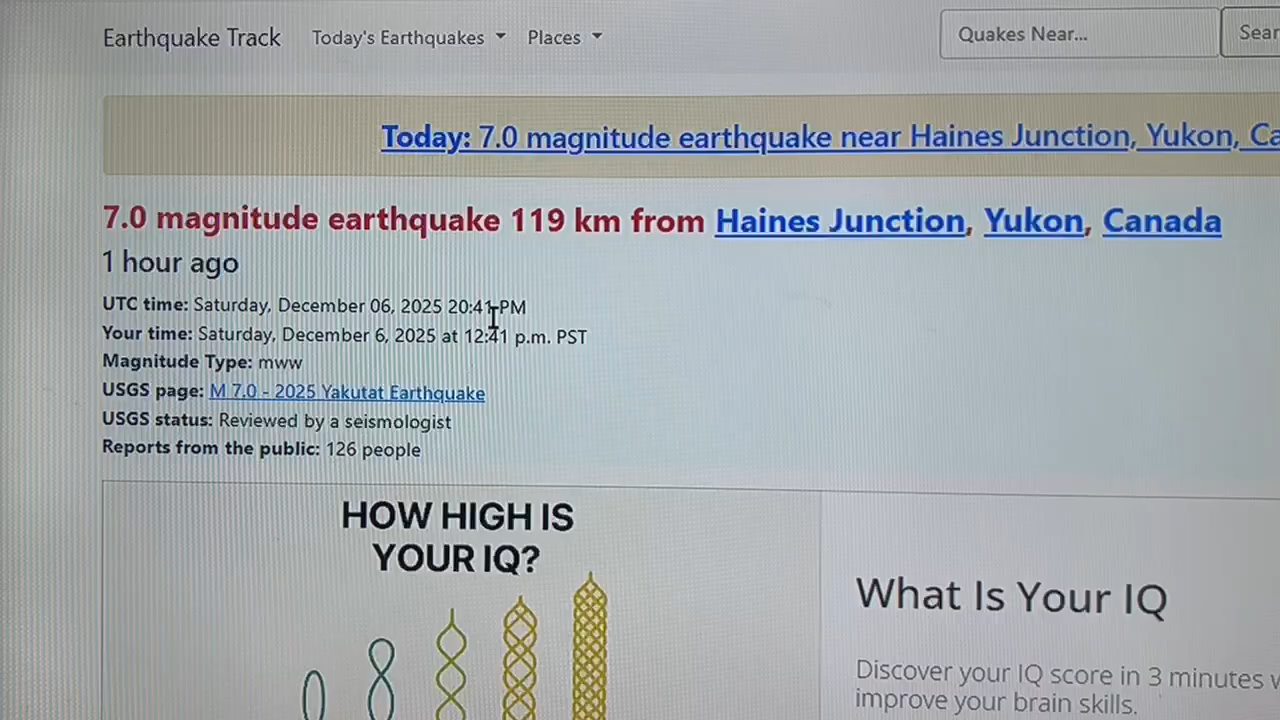 Earthquake Track Today's Earthquakes Places Quakes Near...
Today: 7.0 magnitude earthquake near Haines Junction, Yukon,
7.0 magnitude earthquake 119 km from Haines Junction, Yukon, Canada
1 hour ago
UTC time: Saturday, December 06, 2025 20:41 PM
Your time: Saturday, December 6, 2025 at 12:41 p.m. PST
Magnitude Type: mww
USGS page: M 7.0 - 2025 Yakutat Earthquake
USGS status: Reviewed by a seismologist
Reports from the public: 126 people
HOW HIGH IS
YOUR IQ?
What Is Your IQ
Discover your IQ score in 3 minutes
improve your brain skills.